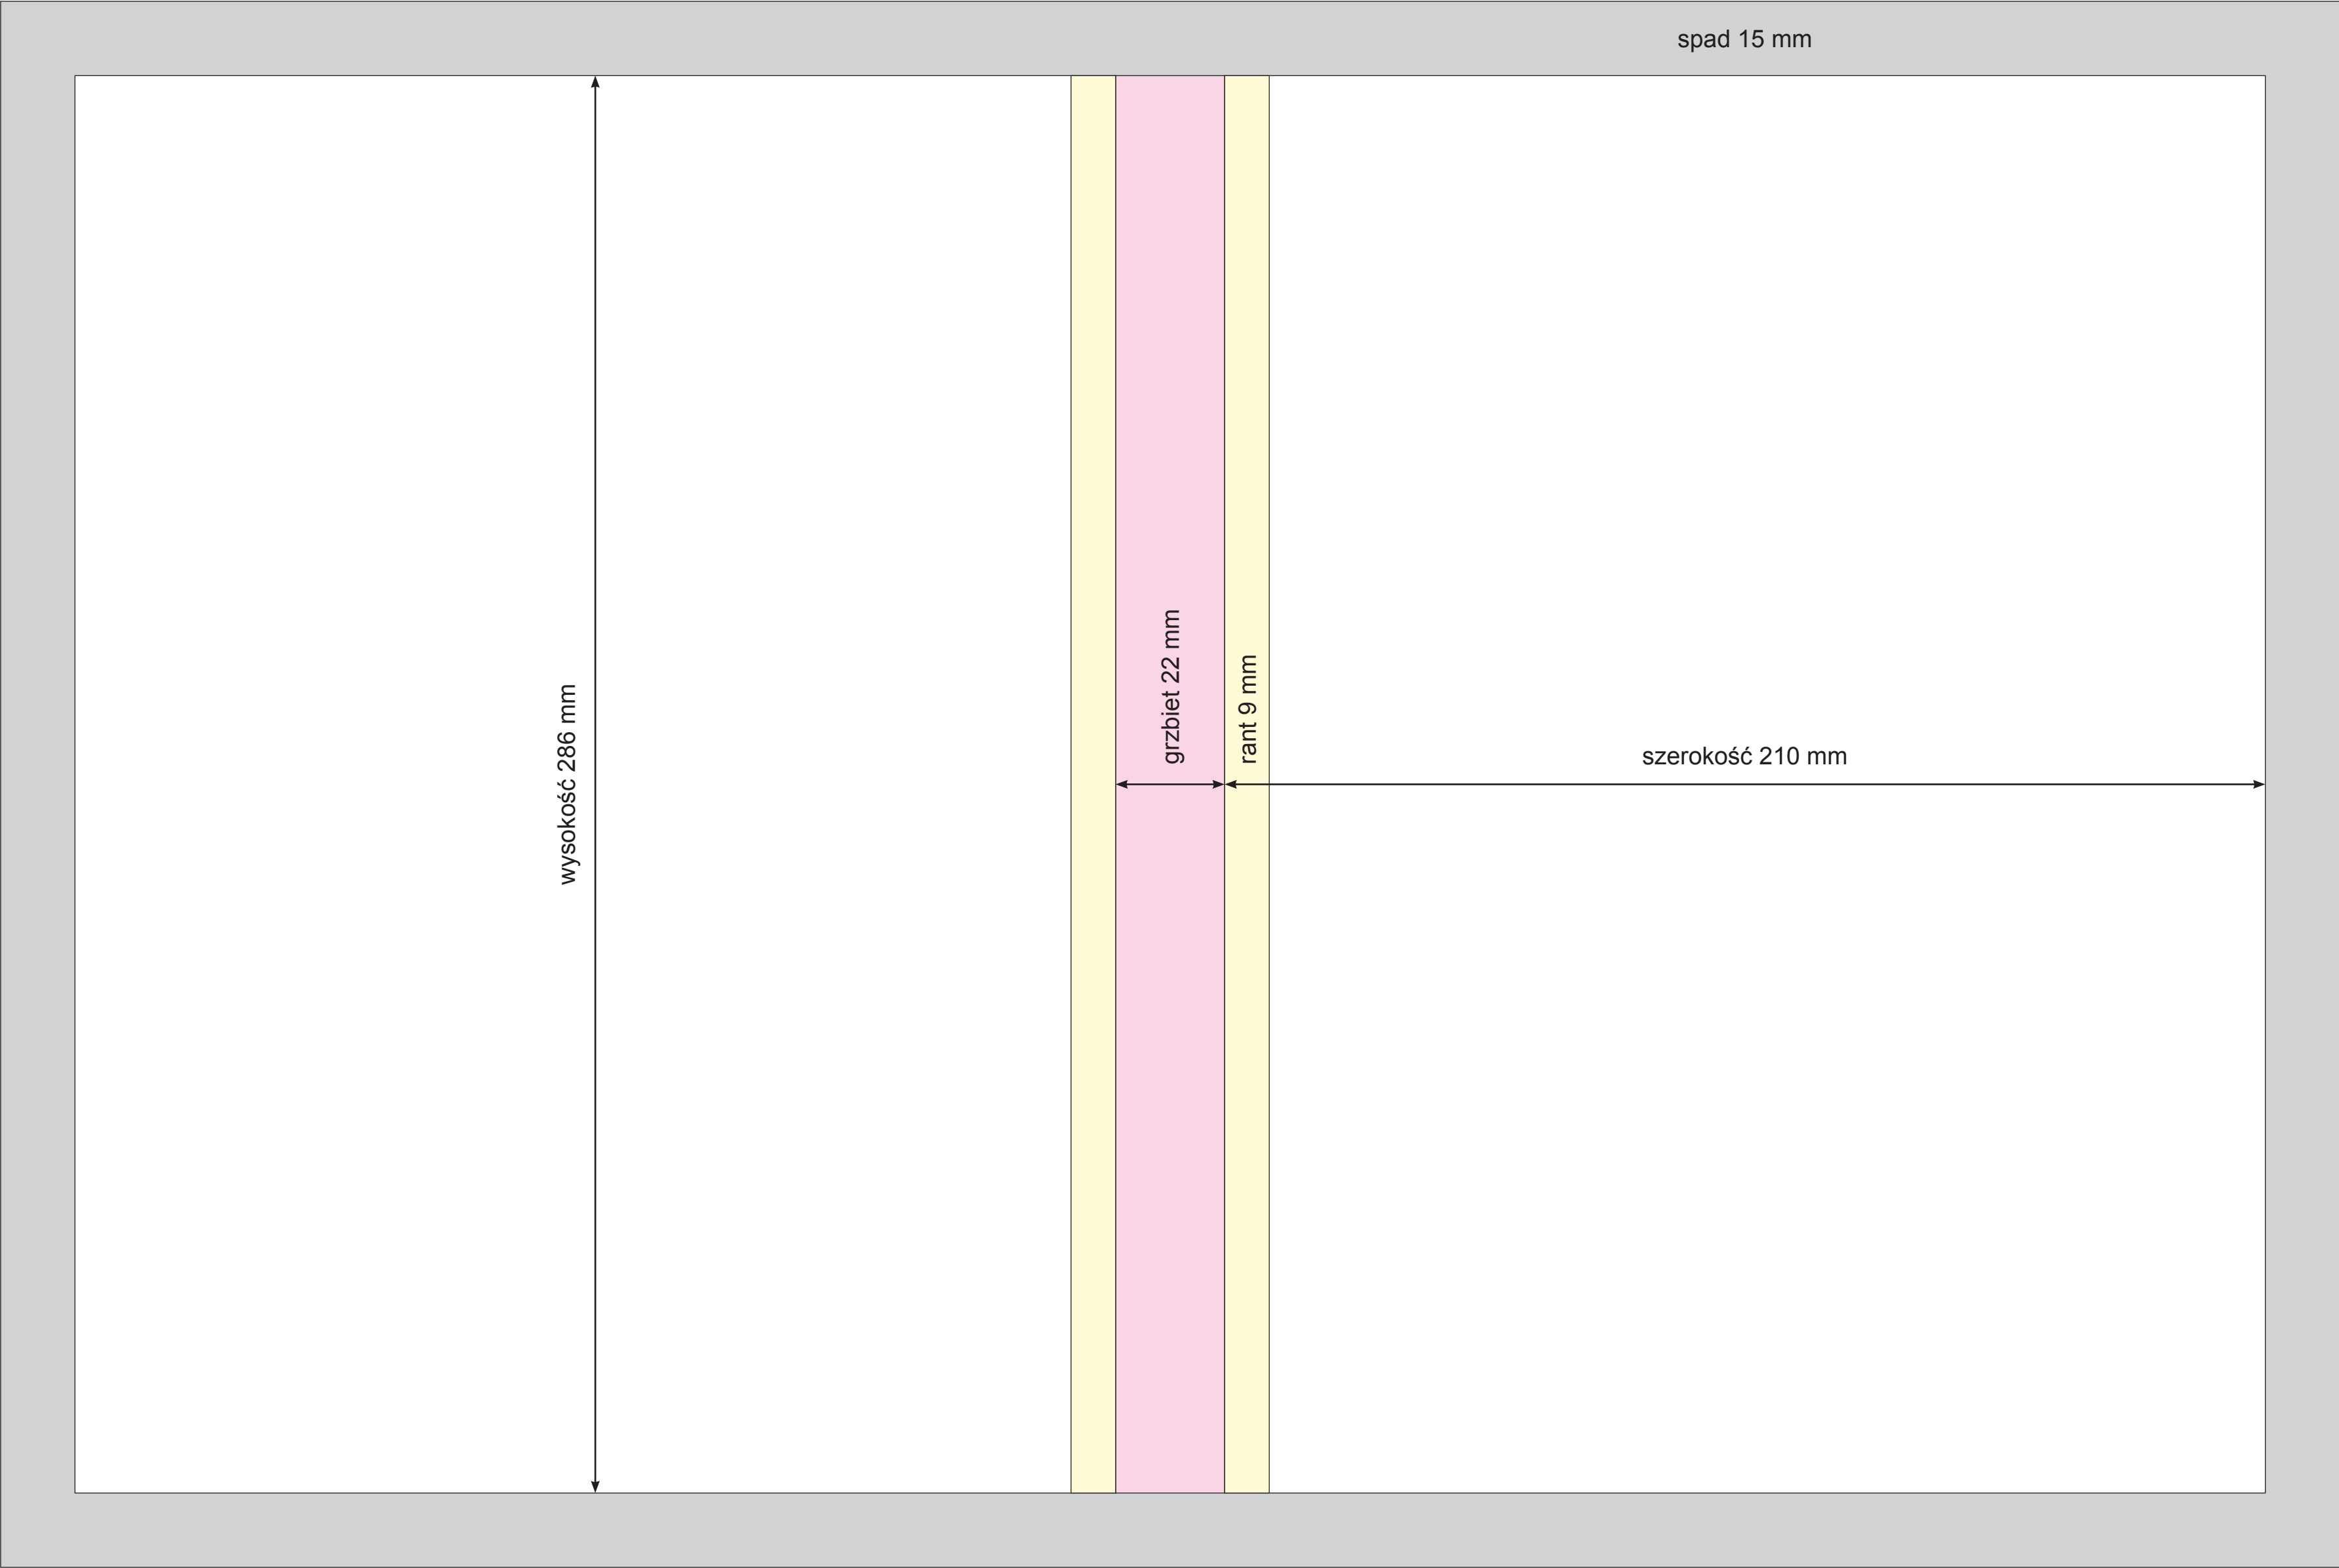 spad 15 mm
wysokość 286 mm
grzbiet 22 mm
rant 9 mm
szerokość 210 mm